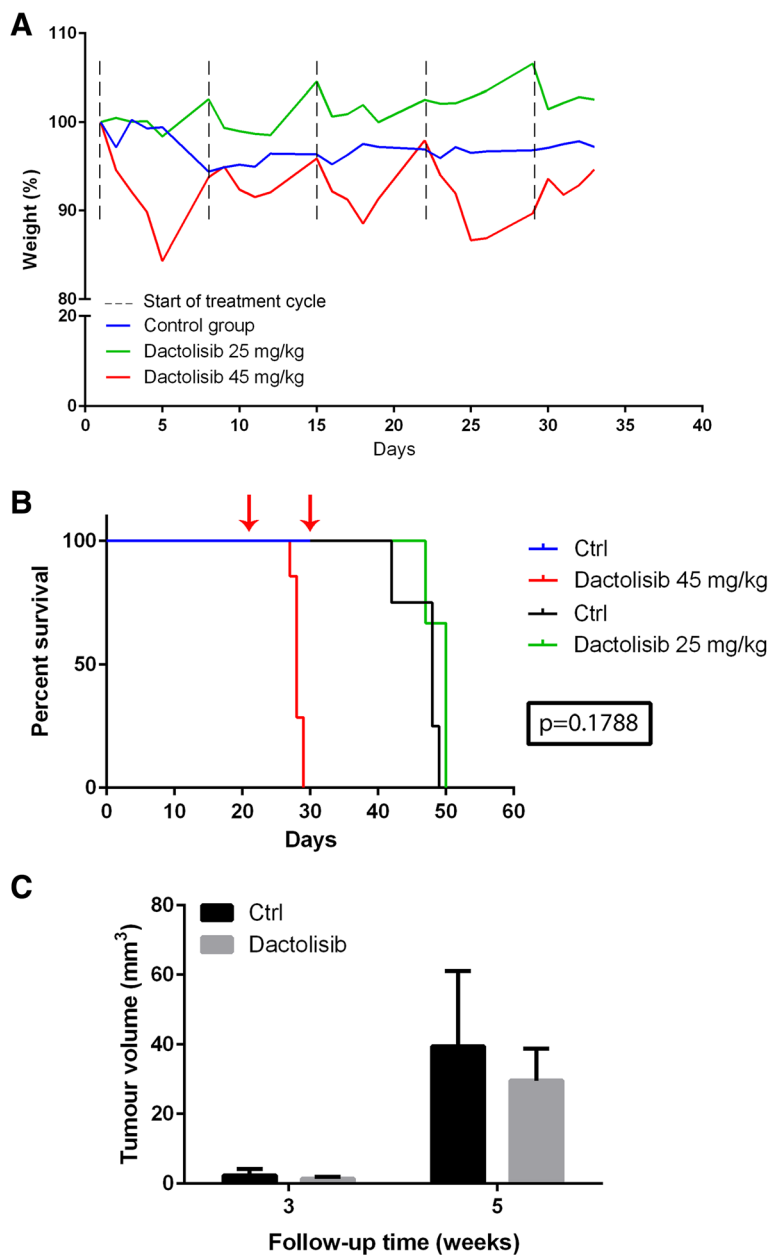 A
110
100
90
80
20
0
Weight (%)
Start of treatment cycle
Control group
Dactolisib 25 mg/kg
Dactolisib 45 mg/kg
0 5 10 15 20 25 30 35 40
Days
B
100
50
0
Percent survival
0 10 20 30 40 50 60
Days
Ctrl
Dactolisib 45 mg/kg
Ctrl
Dactolisib 25 mg/kg
p=0.1788
C
80
60
40
20
0
Tumour volume (mm³)
Ctrl
Dactolisib
3 5
Follow-up time (weeks)